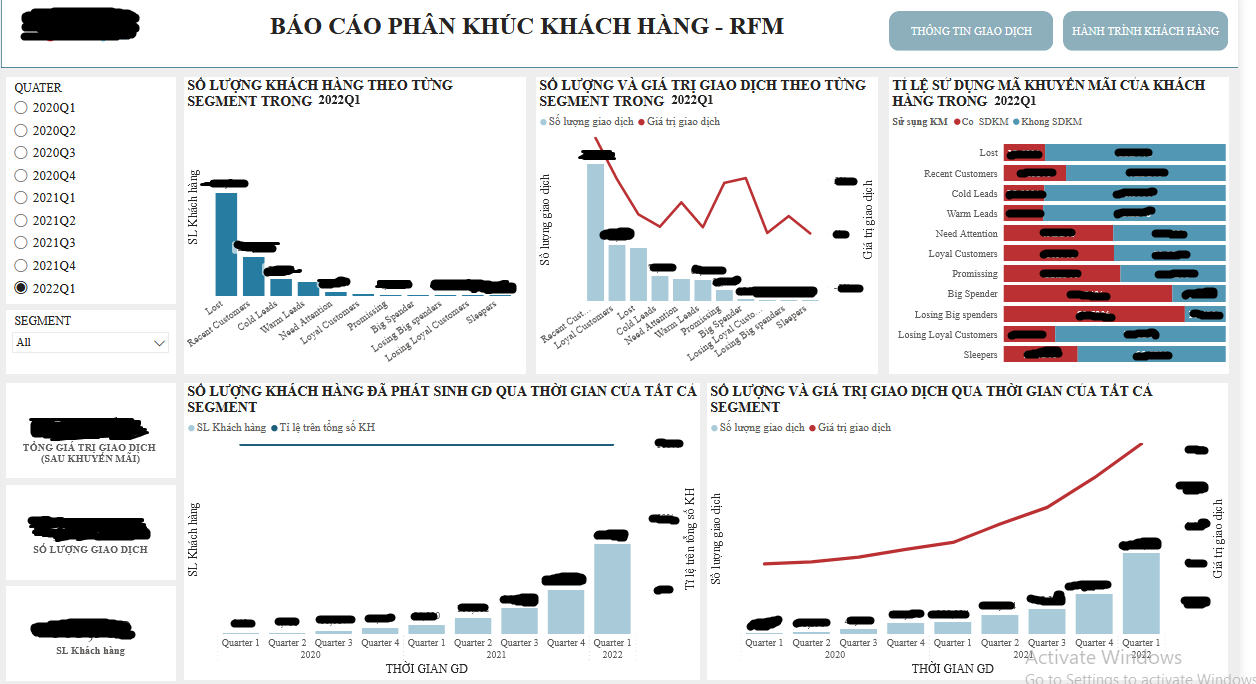 BÁO CÁO PHÂN KHÚC KHÁCH HÀNG - RFM
THÔNG TIN GIAO DỊCH
HÀNH TRÌNH KHÁCH HÀNG
QUATER
2020Q1
2020Q2
2020Q3
2020Q4
2021Q1
2021Q2
2021Q3
2021Q4
2022Q1
SEGMENT
All
SỐ LƯỢNG KHÁCH HÀNG THEO TỪNG
SEGMENT TRONG 2022Q1
SL Khách hàng
Lost
Recent Customers
Cold Leads
Warm Leads
Need Attention
Loyal Customers
Promissing
Big Spender
Losing Big spenders
Losing Loyal Customers
Sleepers
SỐ LƯỢNG VÀ GIÁ TRỊ GIAO DỊCH THEO TỪNG
SEGMENT TRONG 2022Q1
Số lượng giao dịch Giá trị giao dịch
Số lượng giao dịch
Giá trị giao dịch
Recent Cust...
Loyal Customers
Lost
Cold Leads
Need Attention
Warm Leads
Promissing
Big Spender
Losing Loyal Custo...
Losing Big spenders
Sleepers
TỈ LỆ SỬ DỤNG MÃ KHUYẾN MÃI CỦA KHÁCH
HÀNG TRONG 2022Q1
Sử sụng KM Co SDKM Khong SDKM
Lost
Recent Customers
Cold Leads
Warm Leads
Need Attention
Loyal Customers
Promissing
Big Spender
Losing Big spenders
Losing Loyal Customers
Sleepers
TỔNG GIÁ TRỊ GIAO DỊCH
(SAU KHUYẾN MÃI)
SỐ LƯỢNG GIAO DỊCH
SL Khách hàng
SỐ LƯỢNG KHÁCH HÀNG ĐÃ PHÁT SINH GD QUA THỜI GIAN CỦA TẤT CẢ
SEGMENT
SL Khách hàng Tỉ lệ trên tổng số KH
SL Khách hàng
Tỉ lệ trên tổng số KH
Quarter 1 Quarter 2 Quarter 3 Quarter 4 Quarter 1 Quarter 2 Quarter 3 Quarter 4 Quarter 1
2020 2021 2022
THỜI GIAN GD
SỐ LƯỢNG VÀ GIÁ TRỊ GIAO DỊCH QUA THỜI GIAN CỦA TẤT CẢ
SEGMENT
Số lượng giao dịch Giá trị giao dịch
Số lượng giao dịch
Giá trị giao dịch
Quarter 1 Quarter 2 Quarter 3 Quarter 4 Quarter 1 Quarter 2 Quarter 3 Quarter 4 Quarter 1
2020 2021 2022
THỜI GIAN GD
Activate Windows
Go to Settings to activate Windows